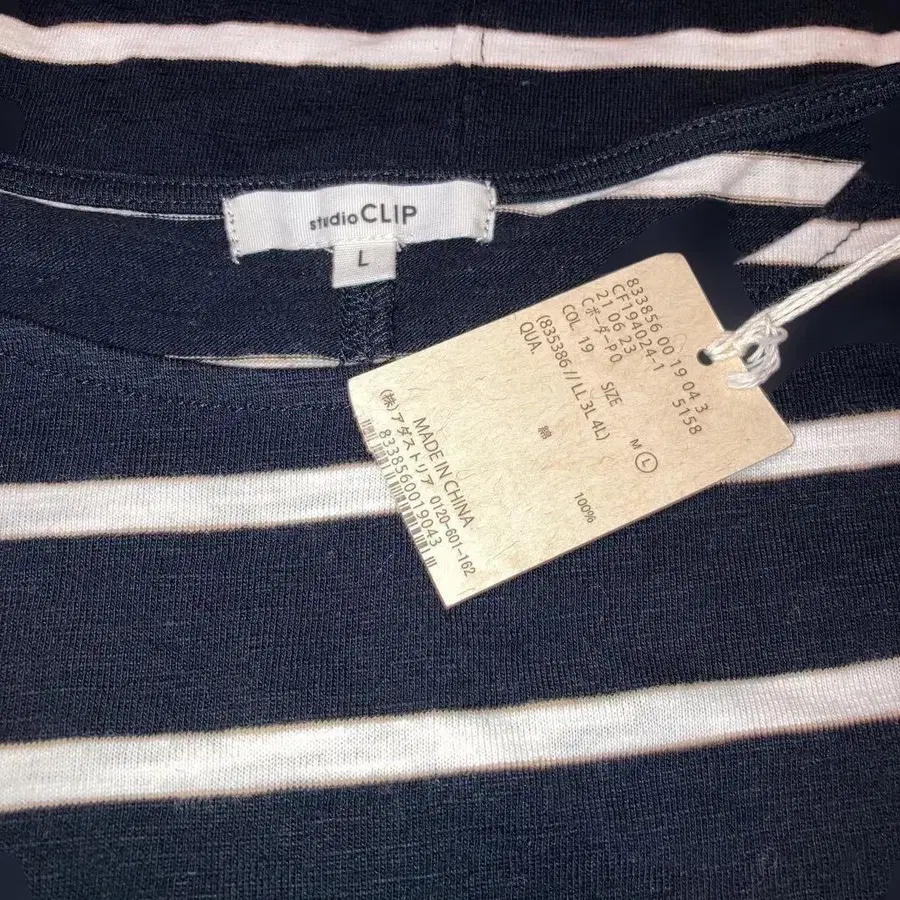 studio CLIP
L
833856 00 19 04 3
CF194024-1 5158
21 06 23
Cボーダーー P O
COL 19 SIZE M L
(835386 // LL 3L 4L)
QUA. 綿 100%
MADE IN CHINA
(株)アダストリア 0120-601-162
8338560019043